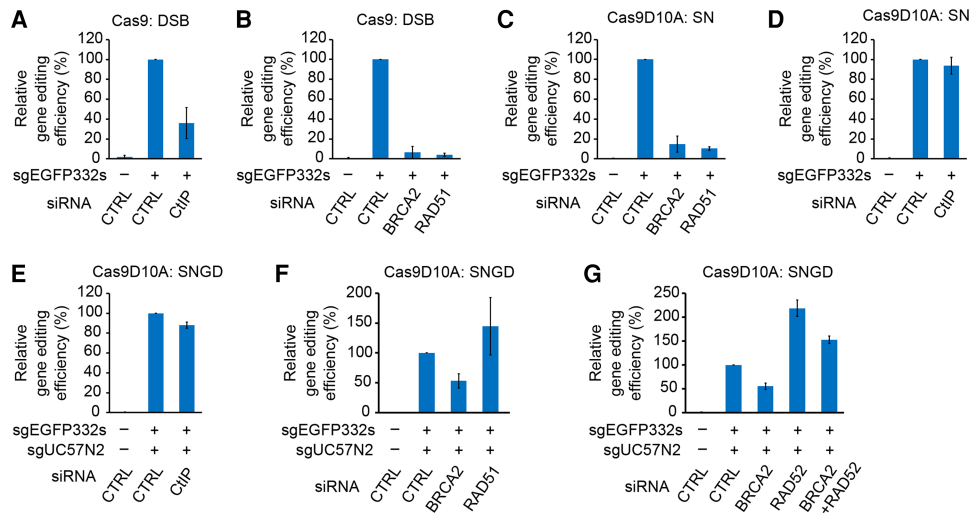 A
Cas9: DSB
Relative
gene editing
efficiency (%)
120
100
80
60
40
20
0
sgEGFP332s
– + +
siRNA
CTRL CTRL CtIP
B
Cas9: DSB
Relative
gene editing
efficiency (%)
120
100
80
60
40
20
0
sgEGFP332s
– + + +
siRNA
CTRL CTRL BRCA2 RAD51
C
Cas9D10A: SN
Relative
gene editing
efficiency (%)
120
100
80
60
40
20
0
sgEGFP332s
– + + +
siRNA
CTRL CTRL BRCA2 RAD51
D
Cas9D10A: SN
Relative
gene editing
efficiency (%)
120
100
80
60
40
20
0
sgEGFP332s
– + +
siRNA
CTRL CTRL CtIP
E
Cas9D10A: SNGD
Relative
gene editing
efficiency (%)
120
100
80
60
40
20
0
sgEGFP332s
– + +
sgUC57N2
– + +
siRNA
CTRL CTRL CtIP
F
Cas9D10A: SNGD
Relative
gene editing
efficiency (%)
200
150
100
50
0
sgEGFP332s
– + + +
sgUC57N2
– + + +
siRNA
CTRL CTRL BRCA2 RAD51
G
Cas9D10A: SNGD
Relative
gene editing
efficiency (%)
250
200
150
100
50
0
sgEGFP332s
– + + + +
sgUC57N2
– + + + +
siRNA
CTRL CTRL BRCA2 RAD52 BRCA2
+RAD52